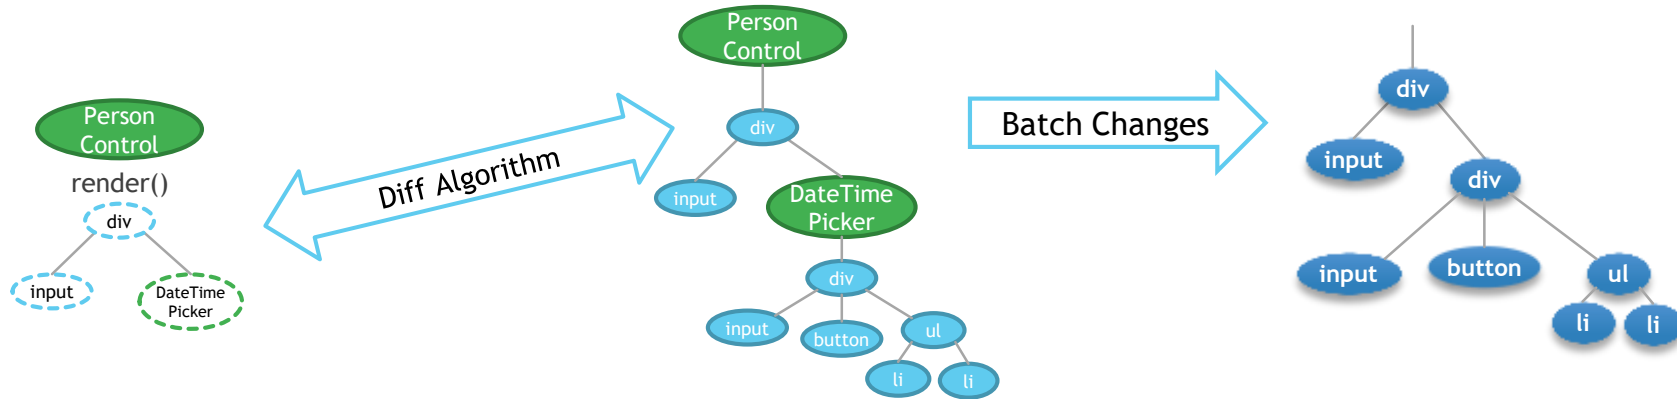 Person
Control
render()
div
input
DateTime
Picker
Diff Algorithm
Person
Control
div
input
DateTime
Picker
div
input
button
ul
li
li
Batch Changes
div
input
div
input
button
ul
li
li